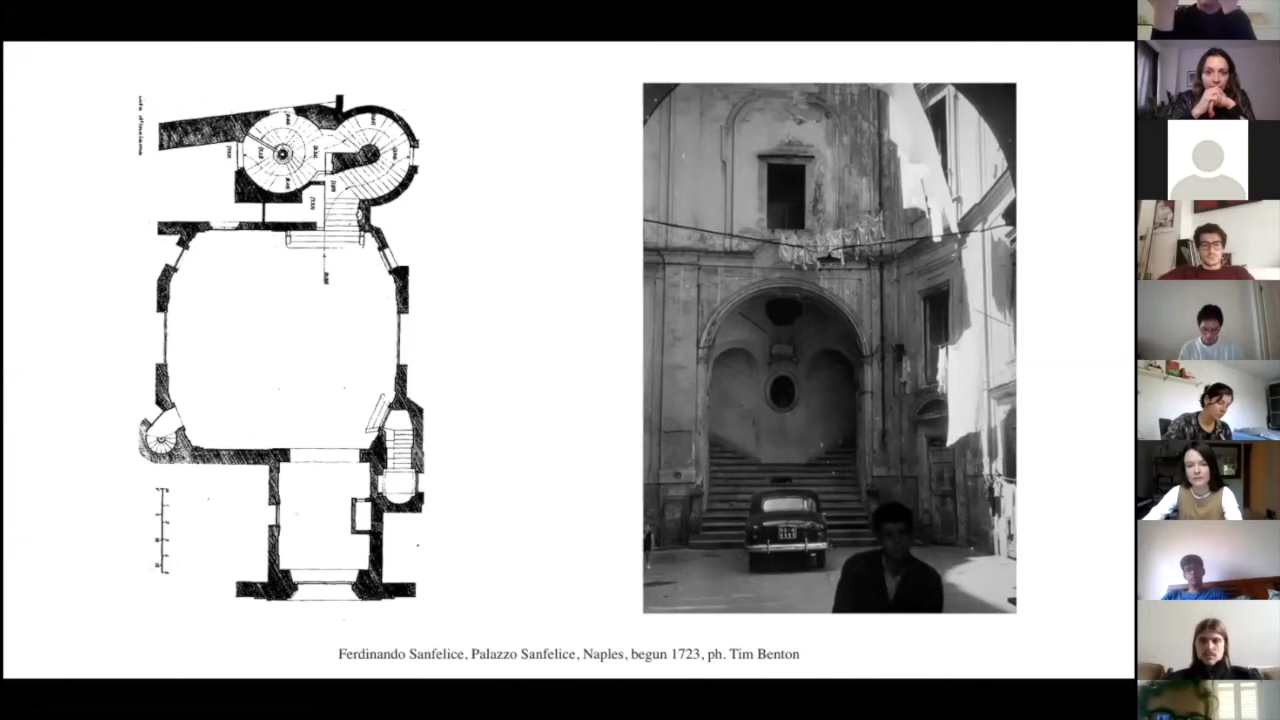 Ferdinando Sanfelice, Palazzo Sanfelice, Naples, begun 1723, ph. Tim Benton